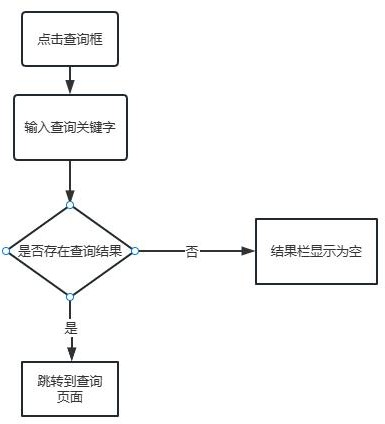 点击查询框
输入查询关键字
是否存在查询结果
否
结果栏显示为空
是
跳转到查询
页面